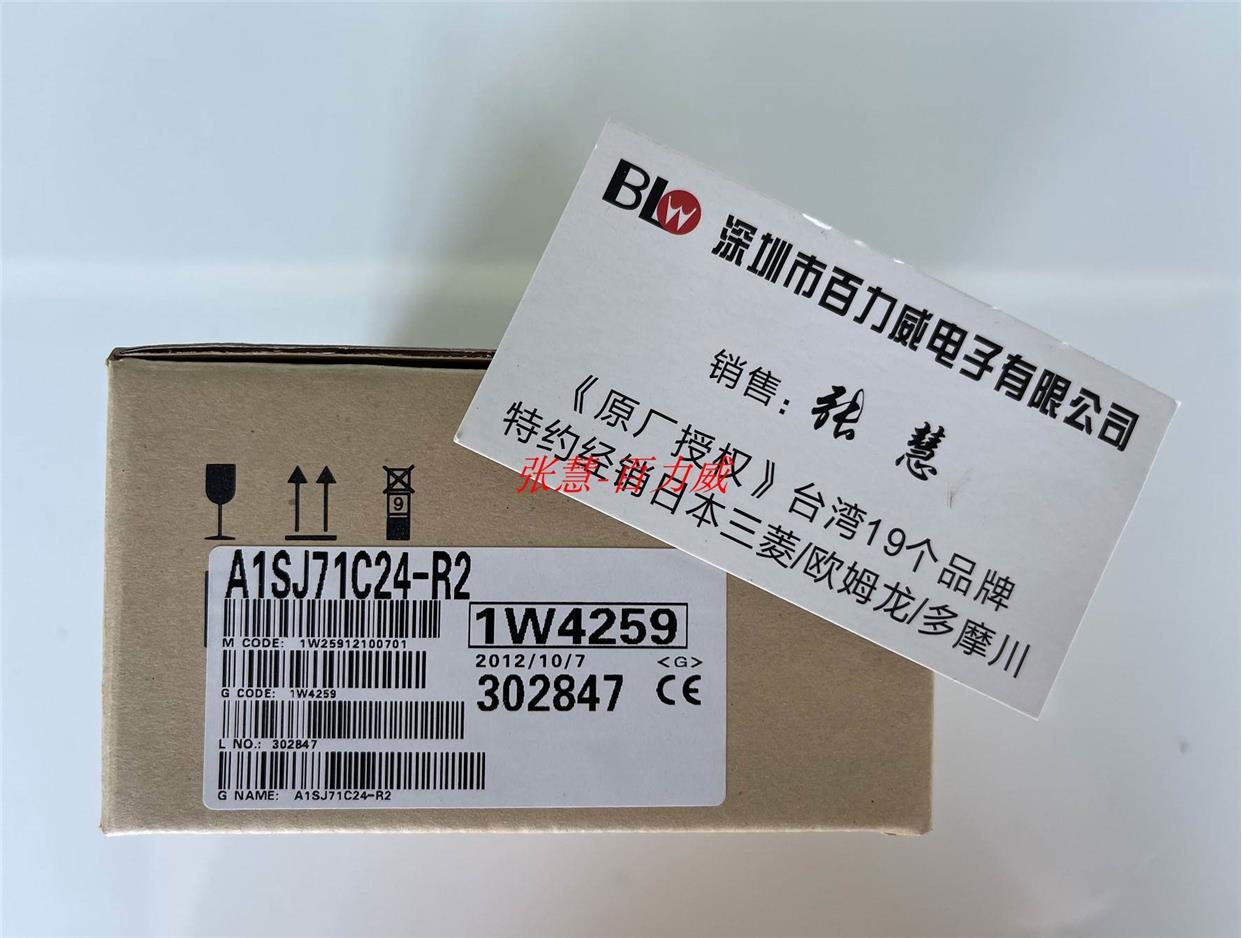 BLW 深圳市百力威电子有限公司
销售: 张慧
《原厂授权》台湾19个品牌
特约经销日本三菱/欧姆龙/多摩川
张慧-百力威
9
A1SJ71C24-R2
M CODE: 1W25912100701
1W4259
2012/10/7 <G>
G CODE: 1W4259
302847 CE
L NO.: 302847
G NAME: A1SJ71C24-R2